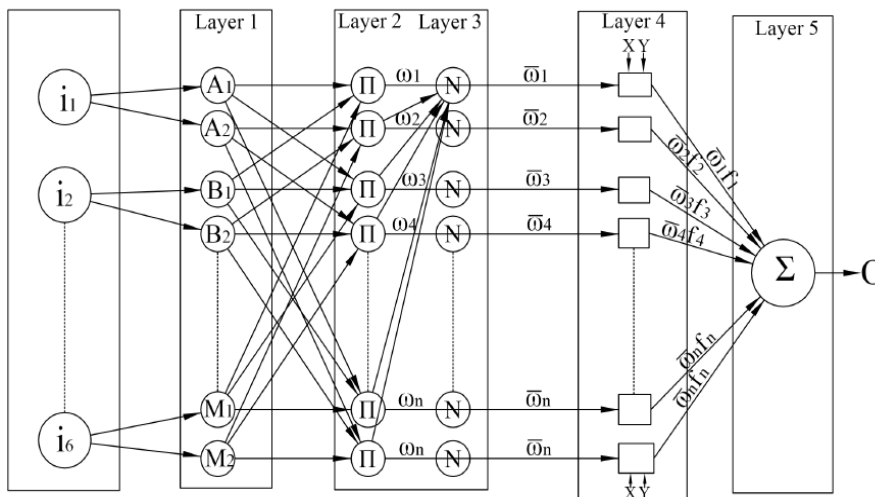 Layer 1 Layer 2 Layer 3 Layer 4 Layer 5
X Y
i1 A1 Π ω1 N ω̅1 ω̅1f1
A2 Π ω2 N ω̅2 ω̅2f2
i2 B1 Π ω3 N ω̅3 ω̅3f3
B2 Π ω4 N ω̅4 ω̅4f4
Σ O
M1 Π ωn N ω̅n ω̅nfn
i6 M2 Π ωn N ω̅n ω̅nfn
X Y